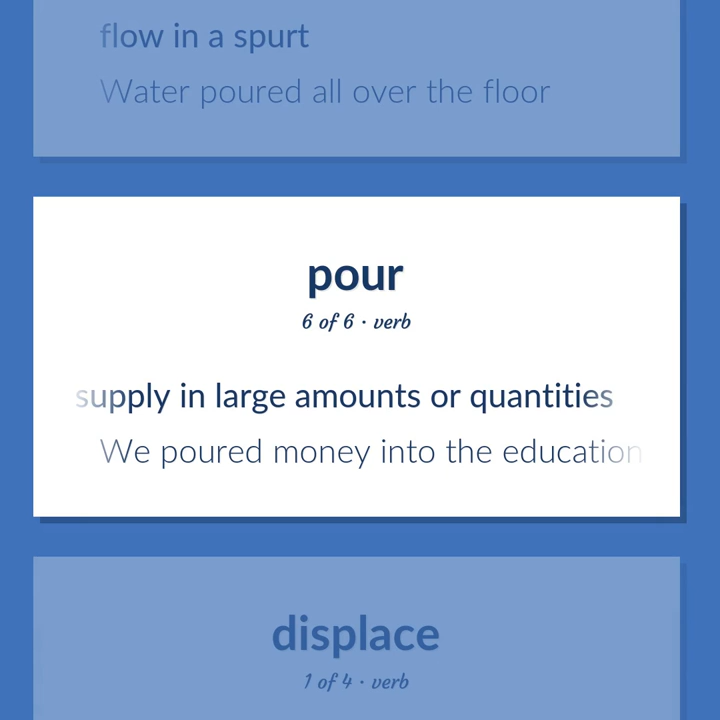 flow in a spurt
Water poured all over the floor
pour
6 of 6 · verb
supply in large amounts or quantities
We poured money into the education
displace
1 of 4 · verb